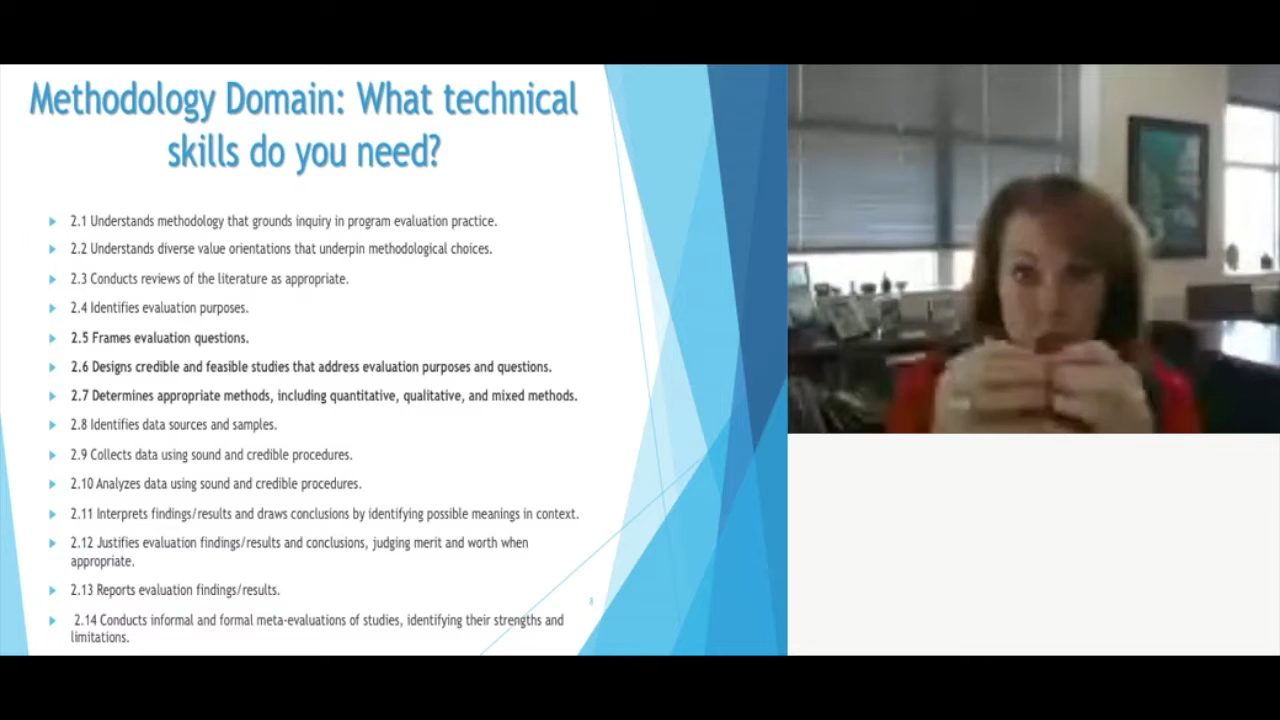 Methodology Domain: What technical
skills do you need?
2.1 Understands methodology that grounds inquiry in program evaluation practice.
2.2 Understands diverse value orientations that underpin methodological choices.
2.3 Conducts reviews of the literature as appropriate.
2.4 Identifies evaluation purposes.
2.5 Frames evaluation questions.
2.6 Designs credible and feasible studies that address evaluation purposes and questions.
2.7 Determines appropriate methods, including quantitative, qualitative, and mixed methods.
2.8 Identifies data sources and samples.
2.9 Collects data using sound and credible procedures.
2.10 Analyzes data using sound and credible procedures.
2.11 Interprets findings/results and draws conclusions by identifying possible meanings in context.
2.12 Justifies evaluation findings/results and conclusions, judging merit and worth when
appropriate.
2.13 Reports evaluation findings/results.
2.14 Conducts informal and formal meta-evaluations of studies, identifying their strengths and
limitations.